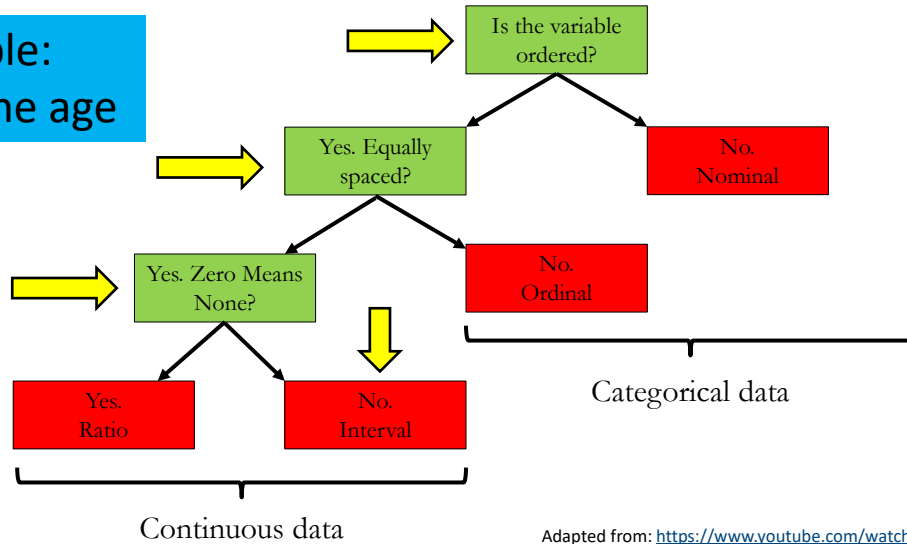 ple:
ne age
Is the variable
ordered?
Yes. Equally
spaced?
No.
Nominal
Yes. Zero Means
None?
No.
Ordinal
Yes.
Ratio
No.
Interval
Categorical data
Continuous data
Adapted from: https://www.youtube.com/watch